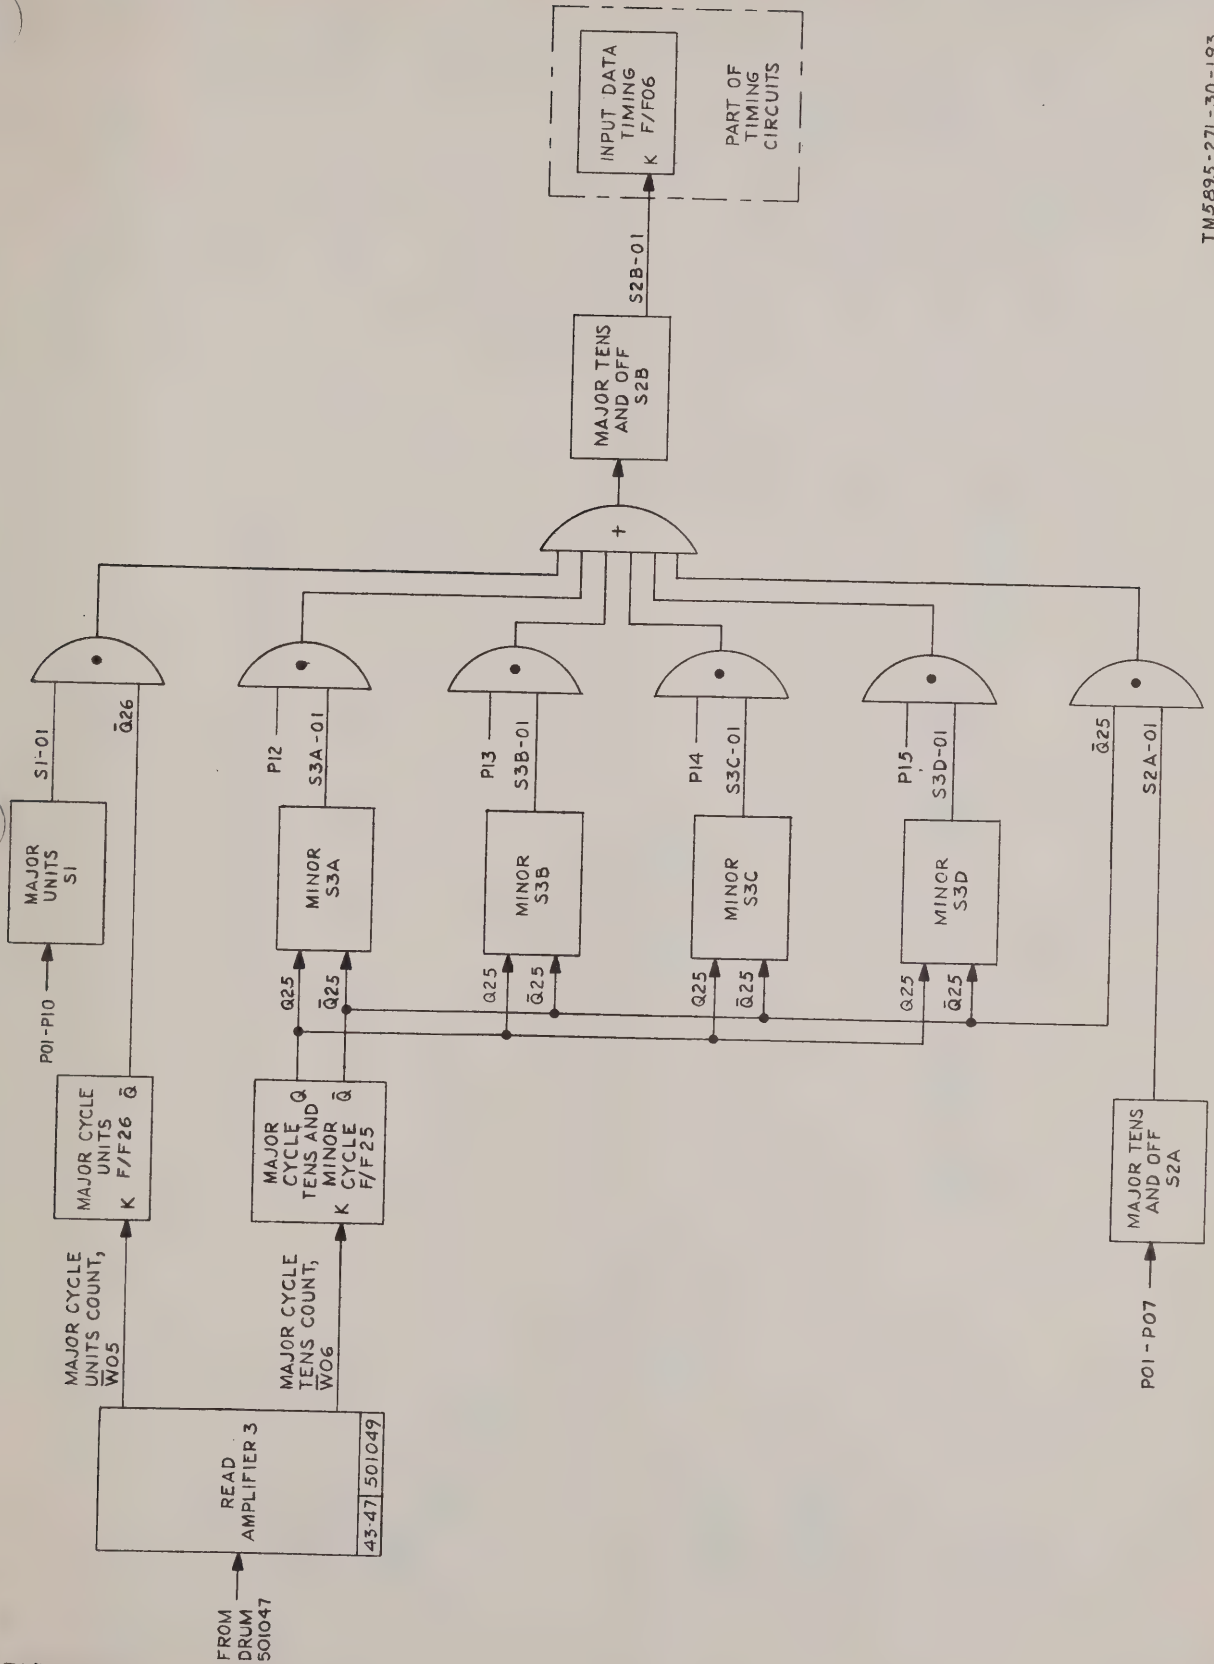 FROM
DRUM
501047
READ
AMPLIFIER 3
43-47 501049
MAJOR CYCLE
UNITS COUNT,
W̅05
MAJOR CYCLE
TENS COUNT,
W̅06
MAJOR CYCLE
UNITS
K F/F26 Q̅
MAJOR
CYCLE Q
TENS AND
MINOR
K CYCLE Q̅
F/F25
P01-P10
MAJOR
UNITS
S1
S1-01
Q̅26
Q25
Q̅25
MINOR
S3A
P12
S3A-01
Q25
Q̅25
MINOR
S3B
P13
S3B-01
Q25
Q̅25
MINOR
S3C
P14
S3C-01
Q25
Q̅25
MINOR
S3D
P15
S3D-01
P01-P07
MAJOR TENS
AND OFF
S2A
Q̅25
S2A-01
+
MAJOR TENS
AND OFF
S2B
S2B-01
INPUT DATA
TIMING
K F/F06
PART OF
TIMING
CIRCUITS
TM5895-271-30-193